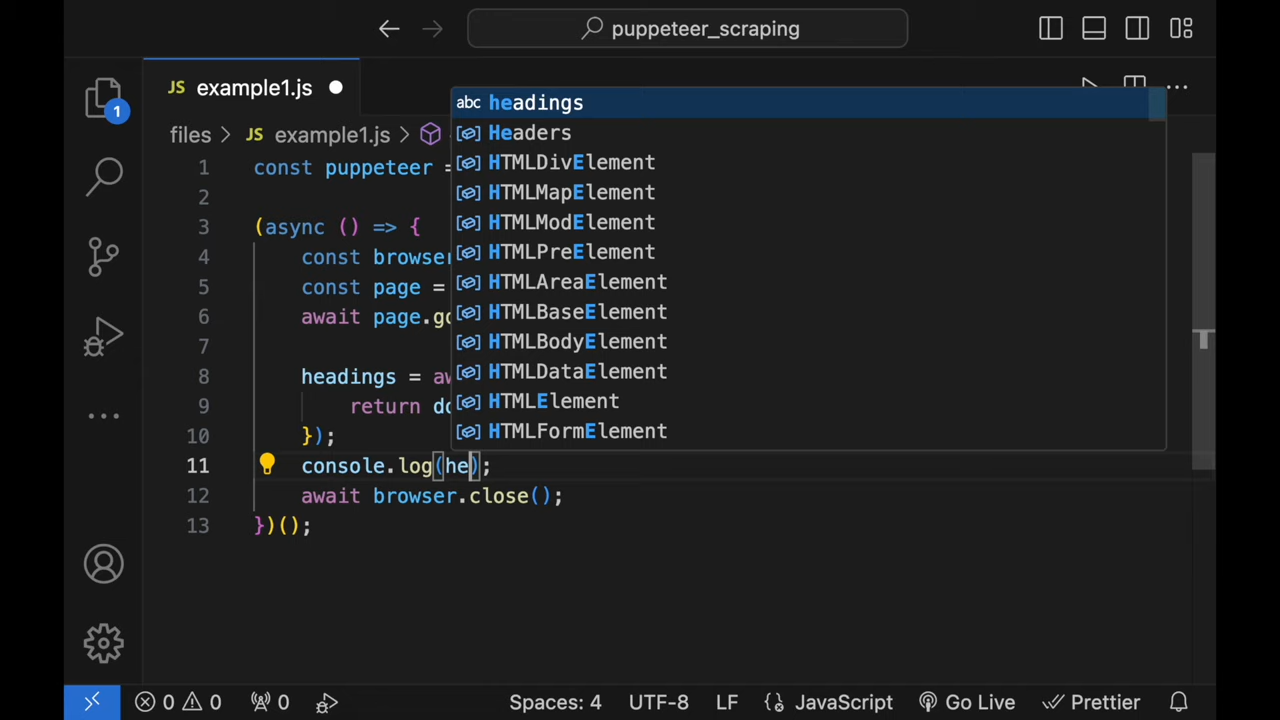 puppeteer_scraping
JS example1.js
1
files > JS example1.js >
1 const puppeteer =
2
3 (async () => {
4 const browser
5 const page =
6 await page.go
7
8 headings = aw
9 return do
10 });
11 console.log(he);
12 await browser.close();
13 })();
abc headings
Headers
HTMLDivElement
HTMLMapElement
HTMLModElement
HTMLPreElement
HTMLAreaElement
HTMLBaseElement
HTMLBodyElement
HTMLDataElement
HTMLElement
HTMLFormElement
0 0 0 Spaces: 4 UTF-8 LF {} JavaScript Go Live Prettier